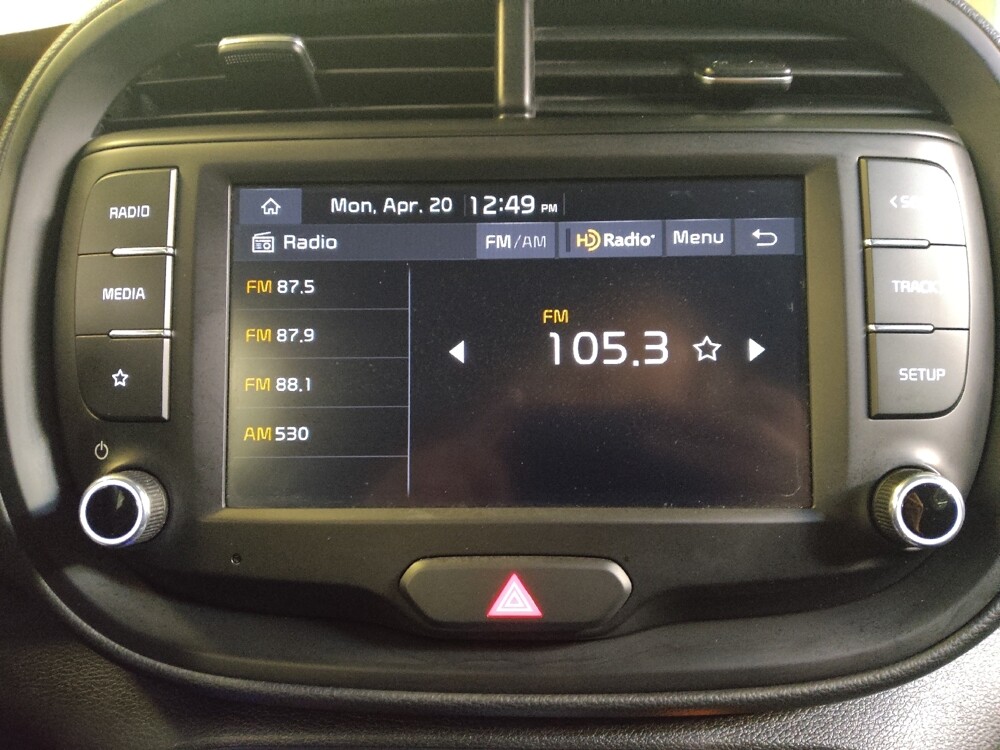 Mon, Apr. 20 12:49 PM
Radio FM/AM HD Radio Menu
FM 87.5
FM 87.9
FM 88.1
AM 530
FM
105.3
RADIO
MEDIA
SETUP